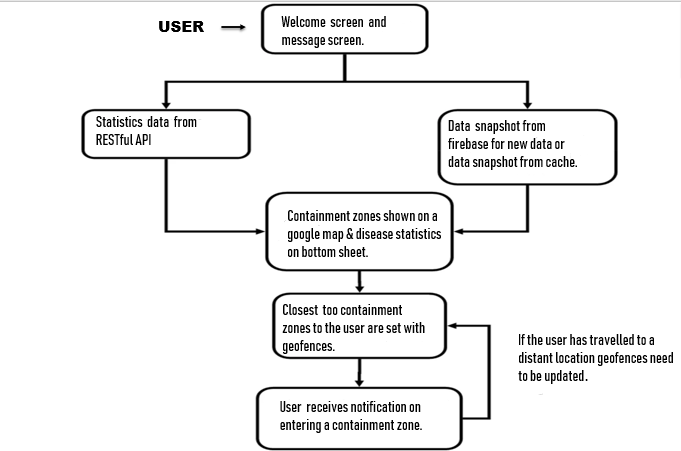 USER
Welcome screen and
message screen.
Statistics data from
RESTful API
Data snapshot from
firebase for new data or
data snapshot from cache.
Containment zones shown on a
google map & disease statistics
on bottom sheet.
Closest too containment
zones to the user are set with
geofences.
If the user has travelled to a
distant location geofences need
to be updated.
User receives notification on
entering a containment zone.